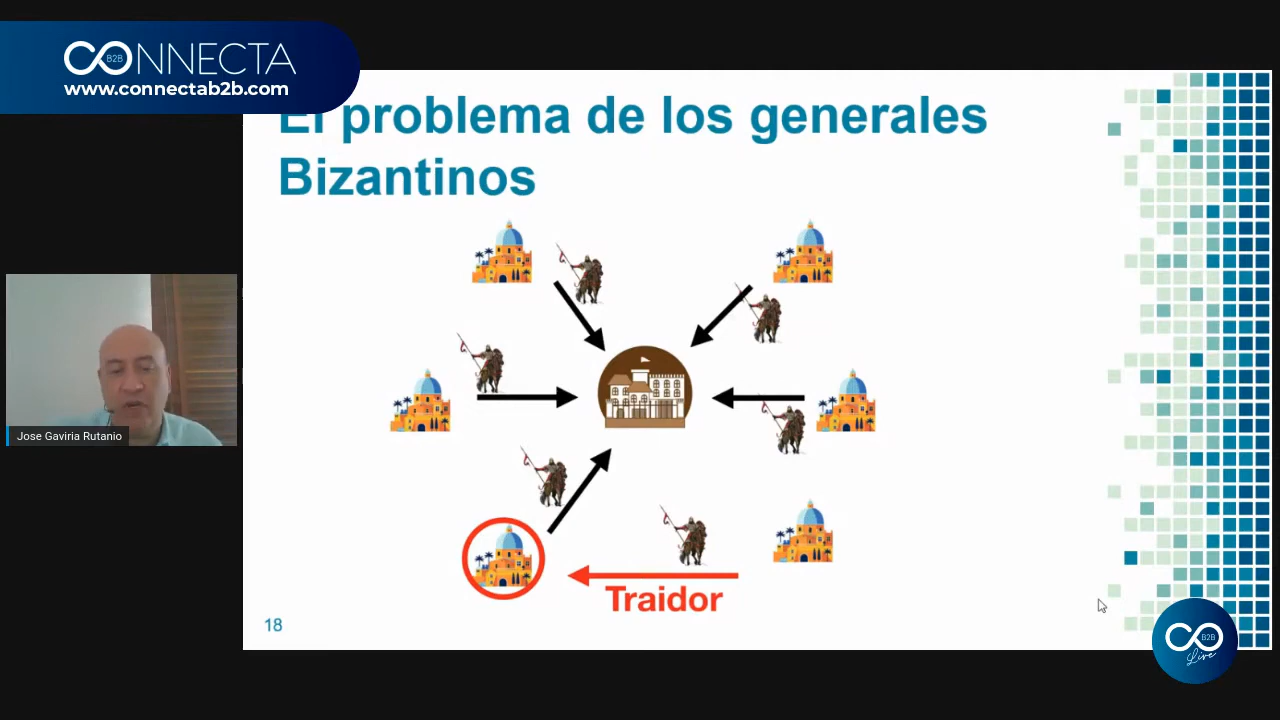 CONNECTA
B2B
www.connectab2b.com
El problema de los generales
Bizantinos
Jose Gaviria Rutanio
Traidor
18
B2B
Live